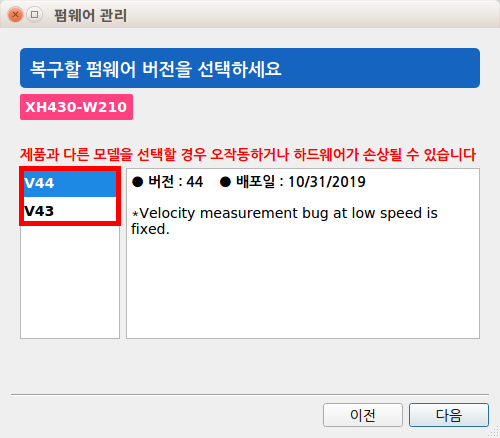 펌웨어 관리
복구할 펌웨어 버전을 선택하세요
XH430-W210
제품과 다른 모델을 선택할 경우 오작동하거나 하드웨어가 손상될 수 있습니다
V44
V43
● 버전 : 44 ● 배포일 : 10/31/2019
*Velocity measurement bug at low speed is
fixed.
이전
다음